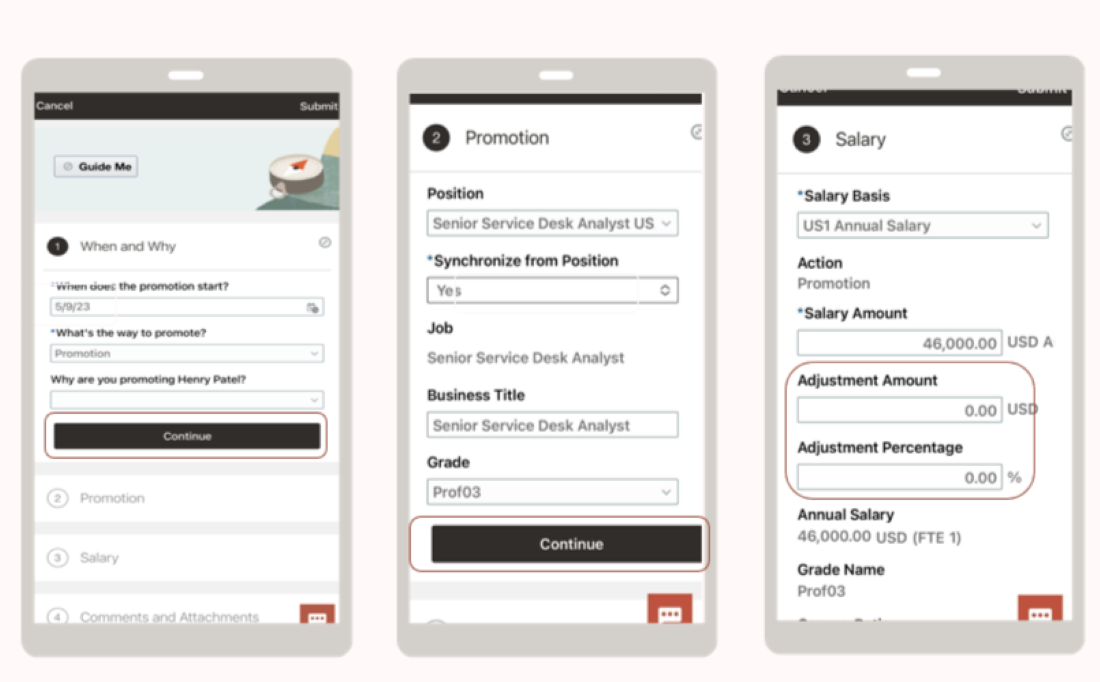 Cancel Submit
Guide Me
1 When and Why
*When does the promotion start?
5/9/23
*What's the way to promote?
Promotion
Why are you promoting Henry Patel?
Continue
2 Promotion
3 Salary
4 Comments and Attachments
2 Promotion
Position
Senior Service Desk Analyst US
*Synchronize from Position
Yes
Job
Senior Service Desk Analyst
Business Title
Senior Service Desk Analyst
Grade
Prof03
Continue
Cancel Submit
3 Salary
*Salary Basis
US1 Annual Salary
Action
Promotion
*Salary Amount
46,000.00 USD A
Adjustment Amount
0.00 USD
Adjustment Percentage
0.00 %
Annual Salary
46,000.00 USD (FTE 1)
Grade Name
Prof03